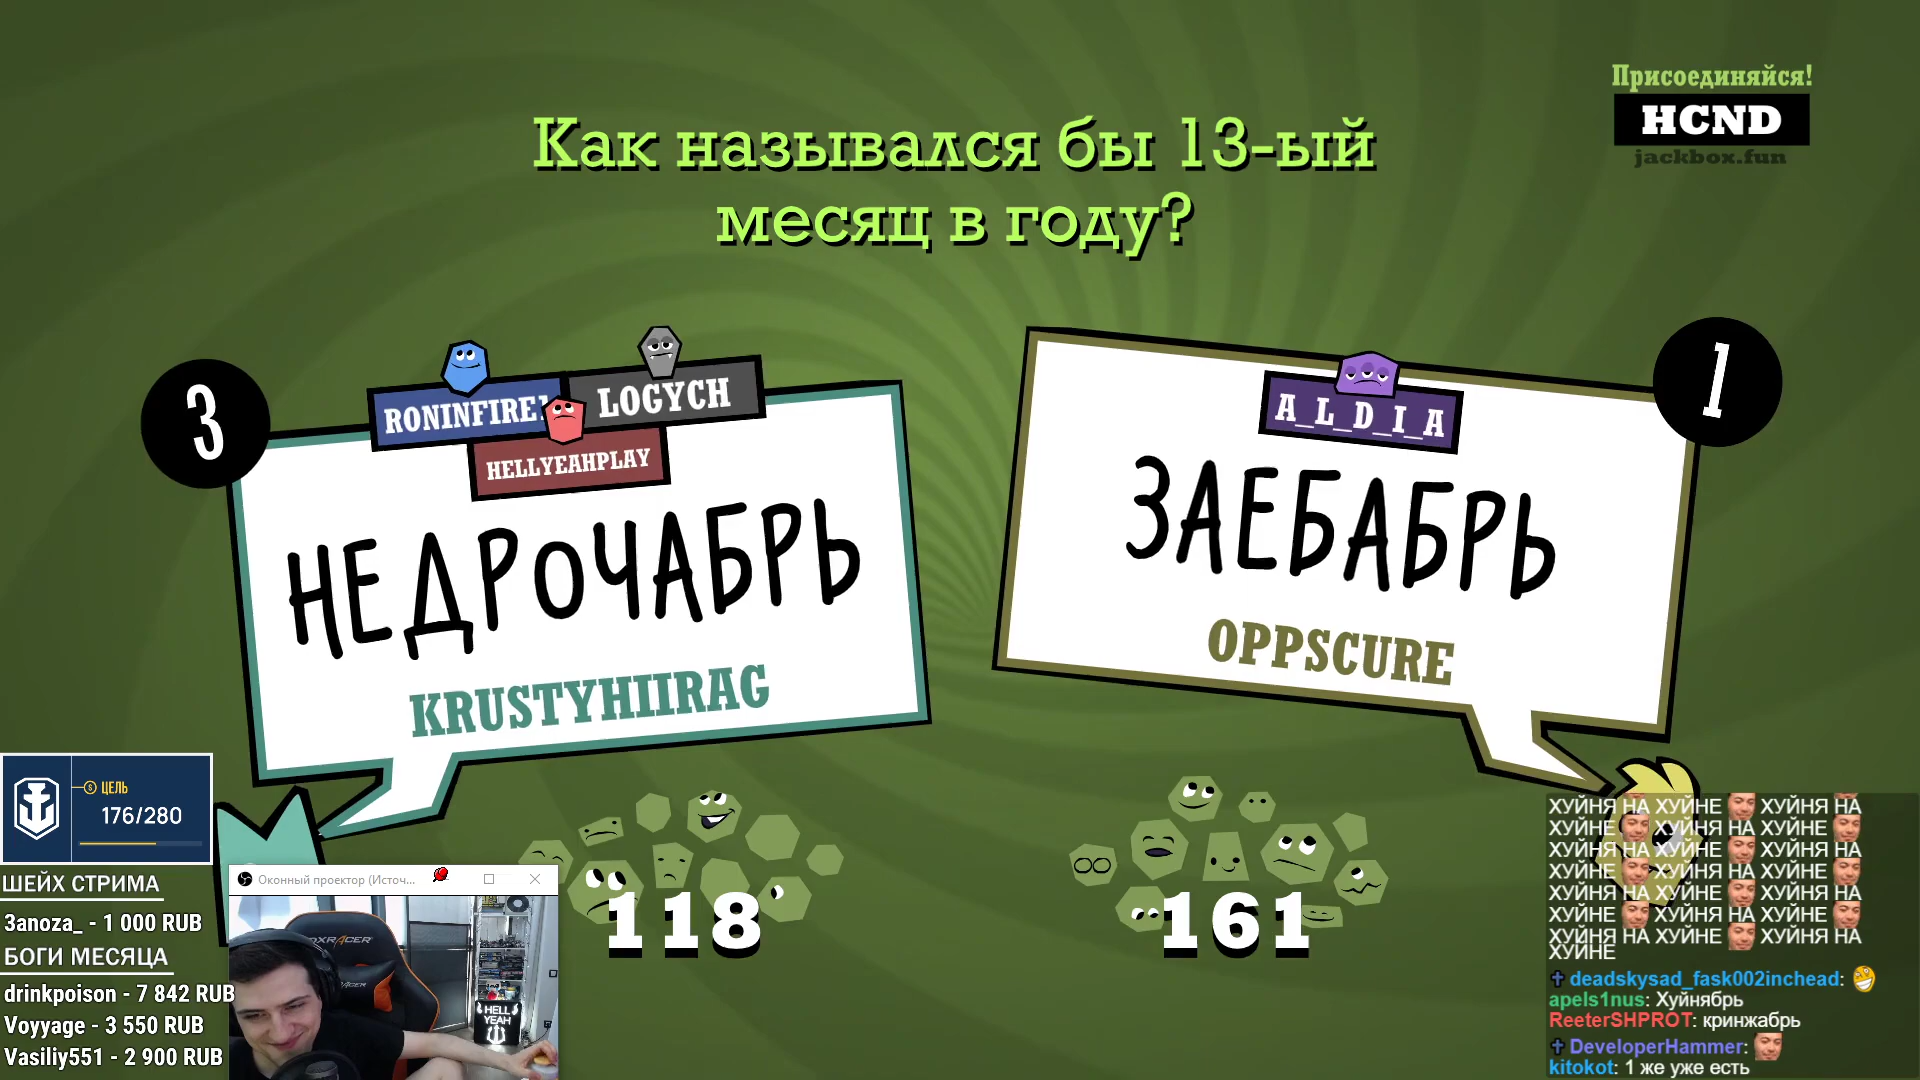 Присоединяйся!
HCND
jackbox.fun
Как назывался бы 13-ый
месяц в году?
3
RONINFIRE1
LOGYCH
HELLYEAHPLAY
НЕДРОЧАБРЬ
KRUSTYHIIRAG
1
A_L_D_I_A
ЗАЕБАБРЬ
OPPSCURE
118
161
ЦЕЛЬ
176/280
ШЕЙХ СТРИМА
3anoza_ - 1 000 RUB
БОГИ МЕСЯЦА
drinkpoison - 7 842 RUB
Voyyage - 3 550 RUB
Vasiliy551 - 2 900 RUB
Оконный проектор (Источ...
HELL
YEAH
ХУЙНЯ НА ХУЙНЕ ХУЙНЯ НА
ХУЙНЕ ХУЙНЯ НА ХУЙНЕ
ХУЙНЯ НА ХУЙНЕ ХУЙНЯ НА
ХУЙНЕ ХУЙНЯ НА ХУЙНЕ
ХУЙНЯ НА ХУЙНЕ ХУЙНЯ НА
ХУЙНЕ ХУЙНЯ НА ХУЙНЕ
ХУЙНЯ НА ХУЙНЕ ХУЙНЯ НА
ХУЙНЕ
deadskysad_fask002inchead:
apels1nus: Хуйнябрь
ReeterSHPROT: кринжабрь
DeveloperHammer:
kitokot: 1 же уже есть